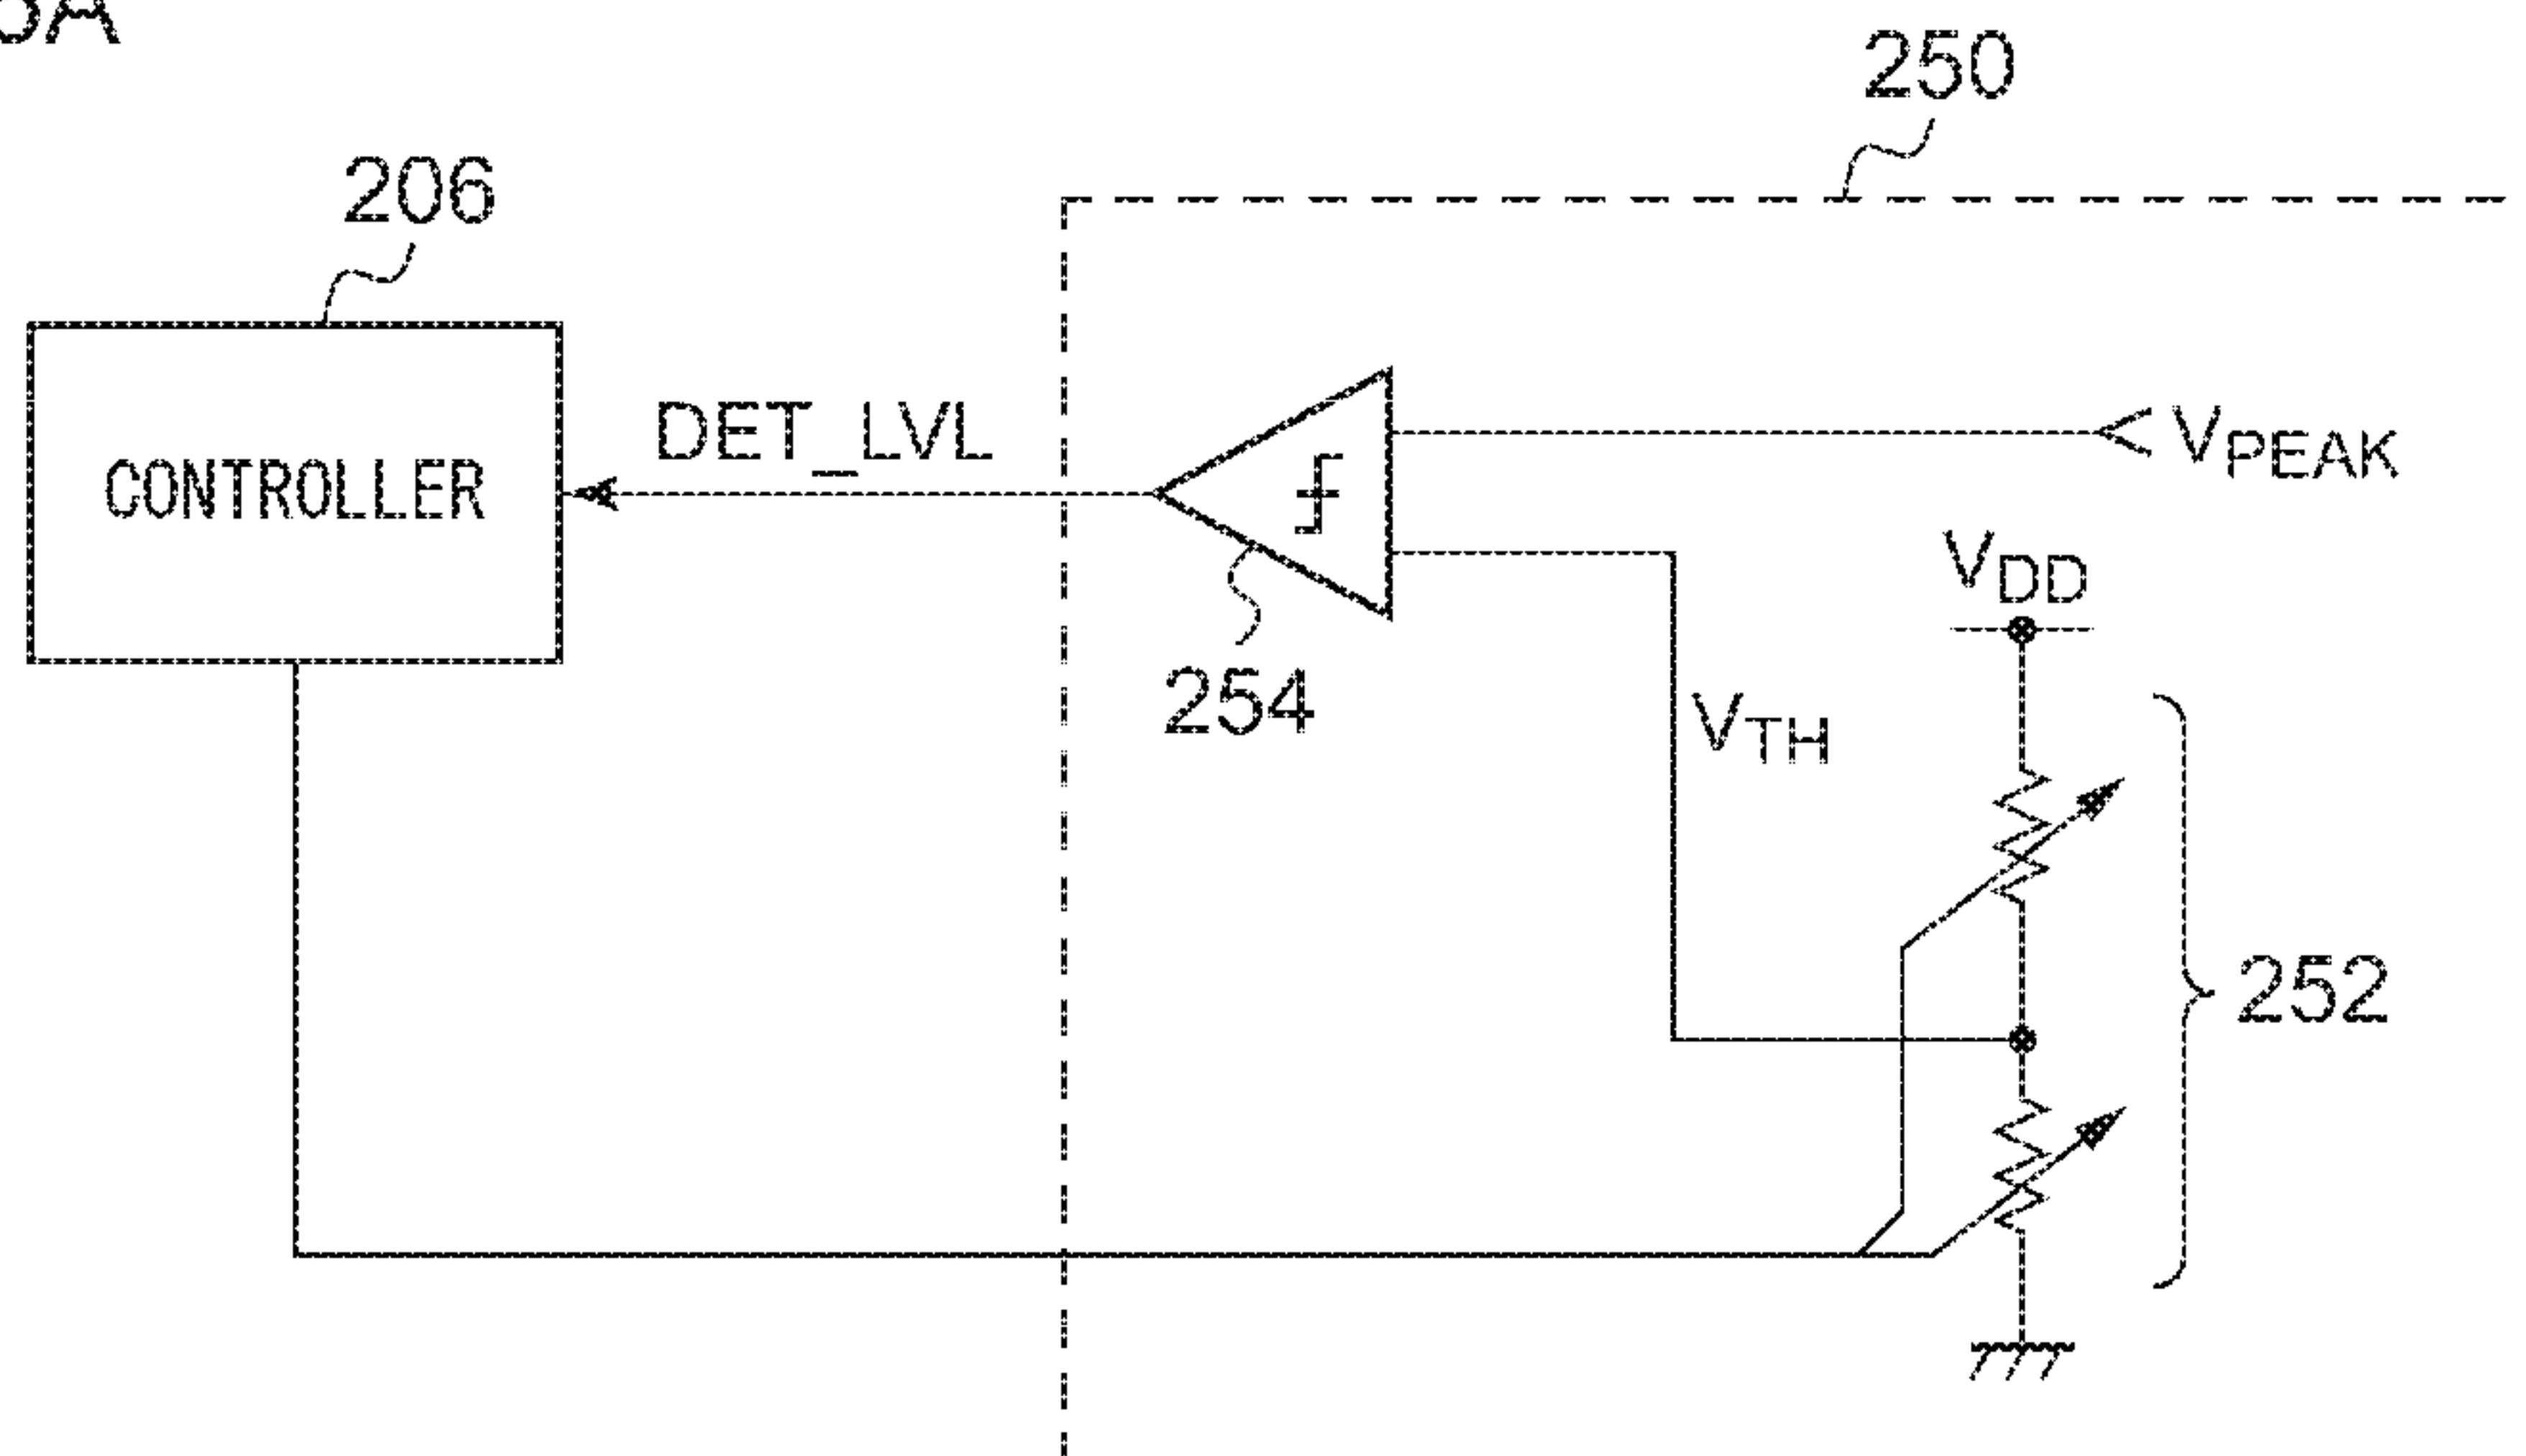 5A
250
206
CONTROLLER
DET_LVL
VPEAK
VDD
254
VTH
252